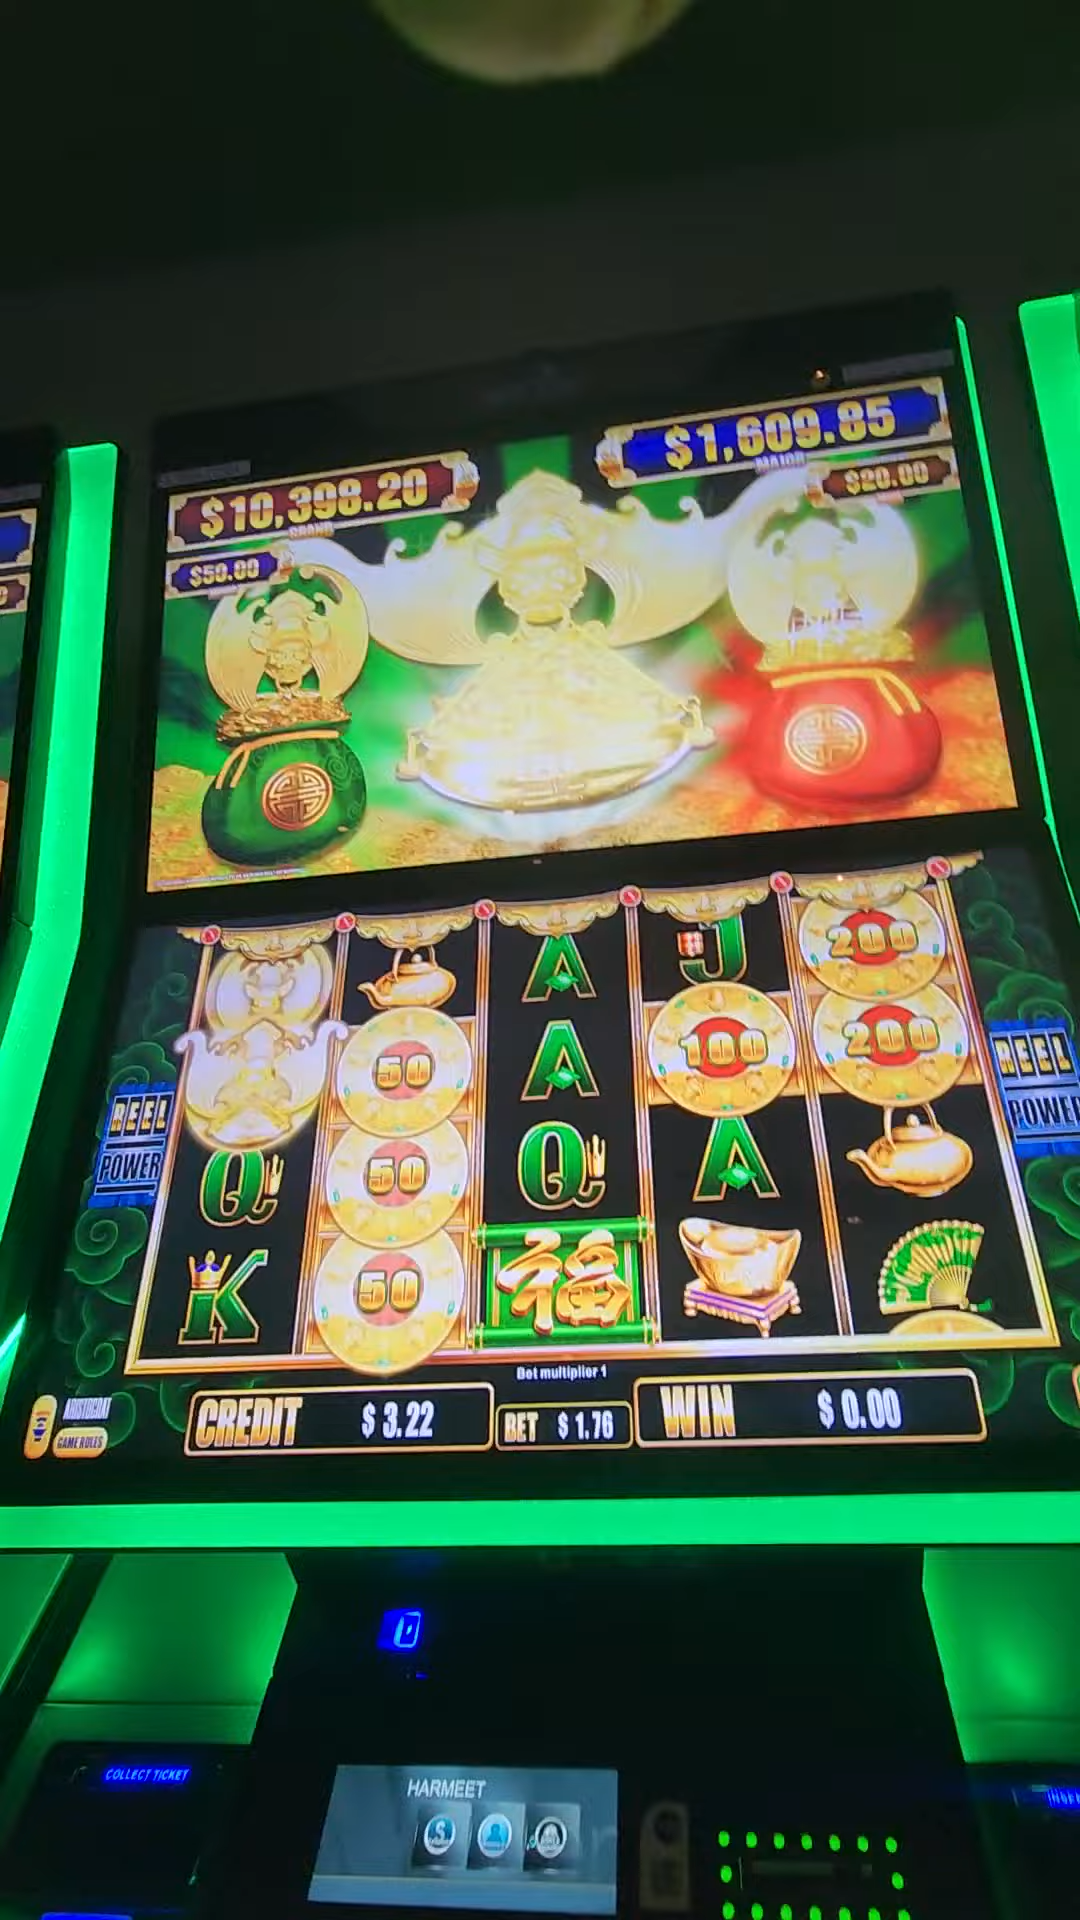 $1,609.85
MAJOR
$10,398.20
GRAND
$20.00
$50.00
200
J
A
50
100
200
A
REEL
POWER
REEL
POWER
Q
50
Q
A
K
50
福
Bet multiplier 1
ARISTOCRAT
GAME RULES
CREDIT $3.22
BET $1.76
WIN $0.00
COLLECT TICKET
HARMEET